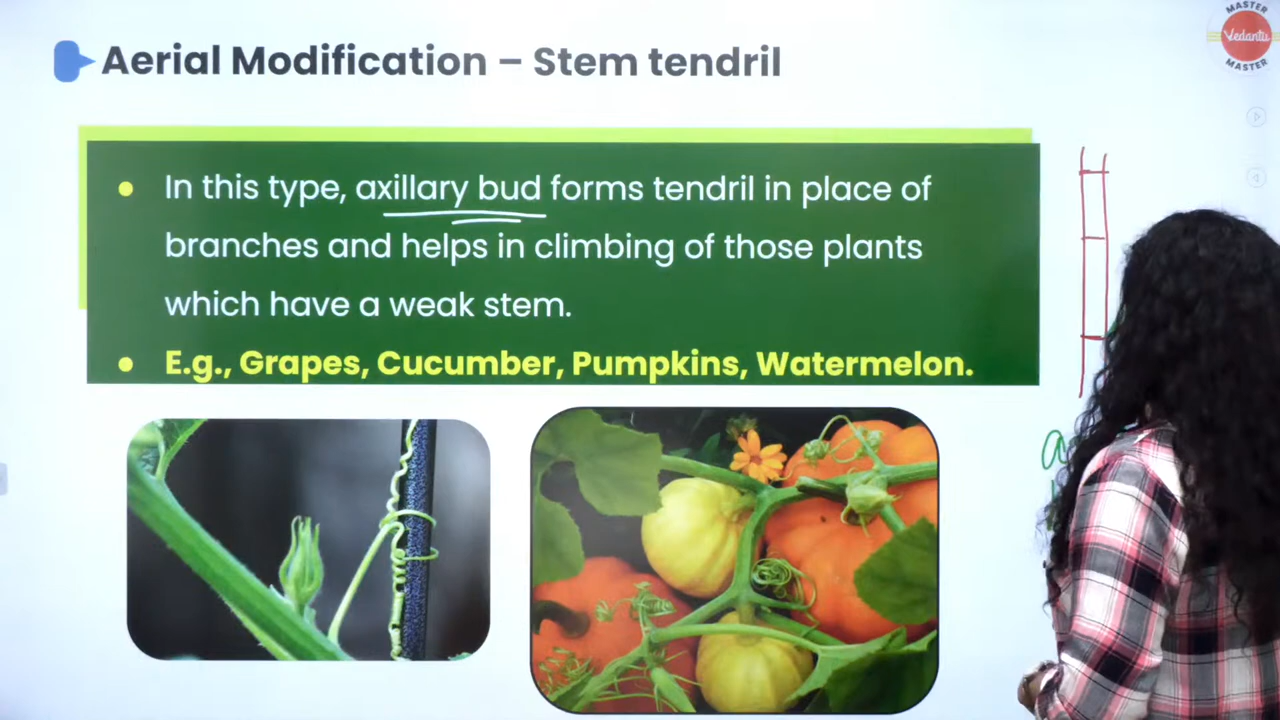 Aerial Modification – Stem tendril
MASTER
Vedantu
MASTER
• In this type, axillary bud forms tendril in place of
branches and helps in climbing of those plants
which have a weak stem.
• E.g., Grapes, Cucumber, Pumpkins, Watermelon.
a